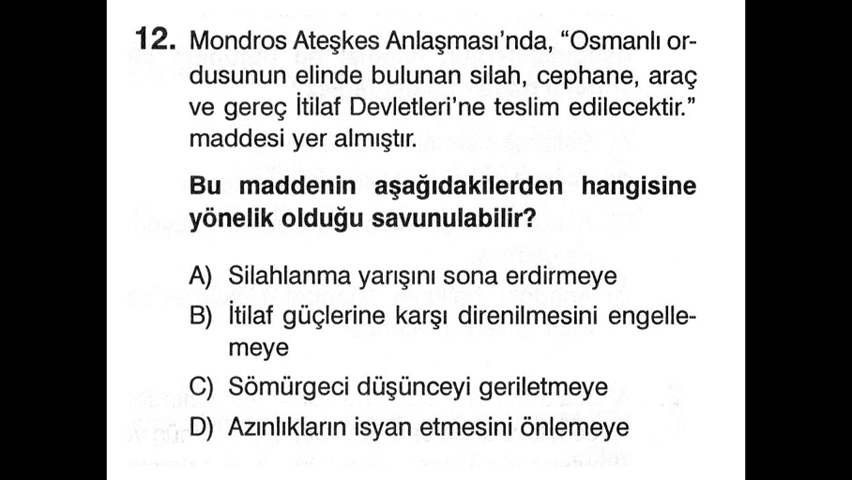 12. Mondros Ateşkes Anlaşması’nda, “Osmanlı or-
dusunun elinde bulunan silah, cephane, araç
ve gereç İtilaf Devletleri’ne teslim edilecektir.”
maddesi yer almıştır.
Bu maddenin aşağıdakilerden hangisine
yönelik olduğu savunulabilir?
A) Silahlanma yarışını sona erdirmeye
B) İtilaf güçlerine karşı direnilmesini engelle-
meye
C) Sömürgeci düşünceyi geriletmeye
D) Azınlıkların isyan etmesini önlemeye